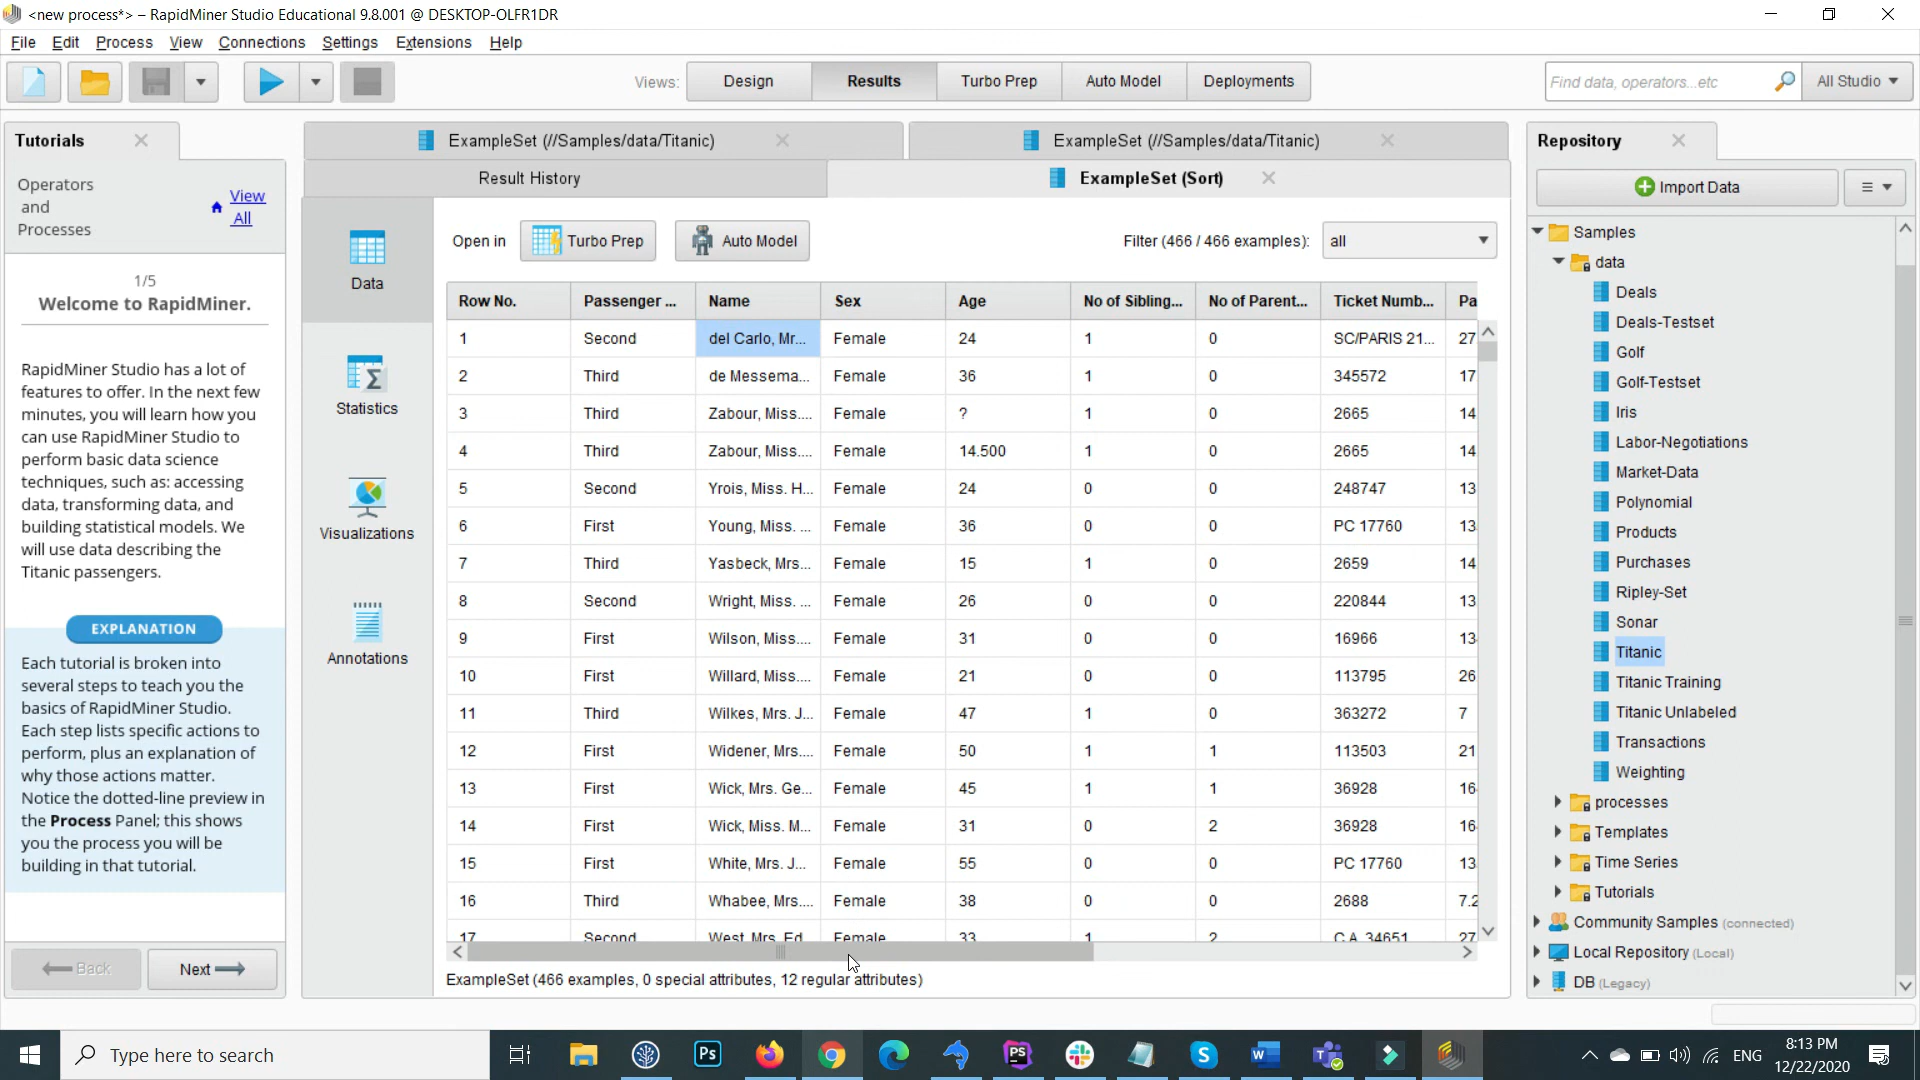 <new process*> – RapidMiner Studio Educational 9.8.001 @ DESKTOP-OLFR1DR
File Edit Process View Connections Settings Extensions Help
Views: Design Results Turbo Prep Auto Model Deployments
Find data, operators...etc
All Studio
Tutorials
Operators
and
Processes
View
All
1/5
Welcome to RapidMiner.
RapidMiner Studio has a lot of
features to offer. In the next few
minutes, you will learn how you
can use RapidMiner Studio to
perform basic data science
techniques, such as: accessing
data, transforming data, and
building statistical models. We
will use data describing the
Titanic passengers.
EXPLANATION
Each tutorial is broken into
several steps to teach you the
basics of RapidMiner Studio.
Each step lists specific actions to
perform, plus an explanation of
why those actions matter.
Notice the dotted-line preview in
the Process Panel; this shows
you the process you will be
building in that tutorial.
Back
Next
ExampleSet (//Samples/data/Titanic)
ExampleSet (//Samples/data/Titanic)
Result History
ExampleSet (Sort)
Data
Statistics
Visualizations
Annotations
Open in Turbo Prep Auto Model
Filter (466 / 466 examples): all
Row No. Passenger ... Name Sex Age No of Sibling... No of Parent... Ticket Numb... Pa
1 Second del Carlo, Mr... Female 24 1 0 SC/PARIS 21... 27
2 Third de Messema... Female 36 1 0 345572 17
3 Third Zabour, Miss.... Female ? 1 0 2665 14
4 Third Zabour, Miss.... Female 14.500 1 0 2665 14
5 Second Yrois, Miss. H... Female 24 0 0 248747 13
6 First Young, Miss. ... Female 36 0 0 PC 17760 13
7 Third Yasbeck, Mrs... Female 15 1 0 2659 14
8 Second Wright, Miss. ... Female 26 0 0 220844 13
9 First Wilson, Miss.... Female 31 0 0 16966 13
10 First Willard, Miss.... Female 21 0 0 113795 26
11 Third Wilkes, Mrs. J... Female 47 1 0 363272 7
12 First Widener, Mrs.... Female 50 1 1 113503 21
13 First Wick, Mrs. Ge... Female 45 1 1 36928 16
14 First Wick, Miss. M... Female 31 0 2 36928 16
15 First White, Mrs. J... Female 55 0 0 PC 17760 13
16 Third Whabee, Mrs.... Female 38 0 0 2688 7.2
17 Second West, Mrs. Ed Female 33 1 2 C.A. 34651 27
ExampleSet (466 examples, 0 special attributes, 12 regular attributes)
Repository
Import Data
Samples
data
Deals
Deals-Testset
Golf
Golf-Testset
Iris
Labor-Negotiations
Market-Data
Polynomial
Products
Purchases
Ripley-Set
Sonar
Titanic
Titanic Training
Titanic Unlabeled
Transactions
Weighting
processes
Templates
Time Series
Tutorials
Community Samples (connected)
Local Repository (Local)
DB (Legacy)
Type here to search
Ps
PS
ENG
8:13 PM
12/22/2020